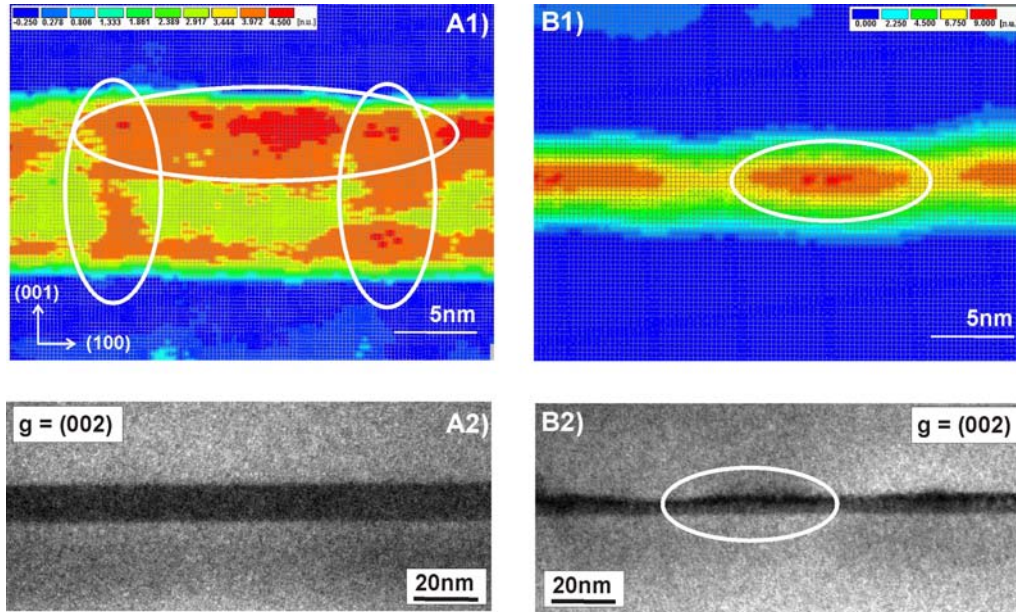 -0.250 0.278 0.806 1.333 1.861 2.389 2.917 3.444 3.972 4.500 [n.u.]
A1)
(001)
(100)
5nm
0.000 2.250 4.500 6.750 9.000 [n.u.]
B1)
5nm
g = (002)
A2)
20nm
B2)
g = (002)
20nm